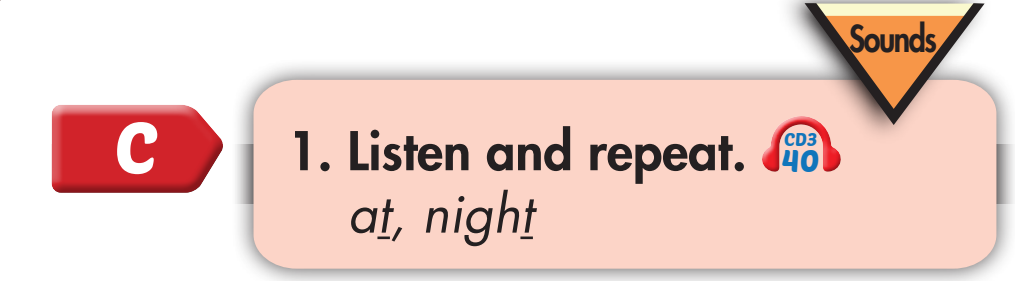 Sounds
C
1. Listen and repeat. CD3 40
at, night